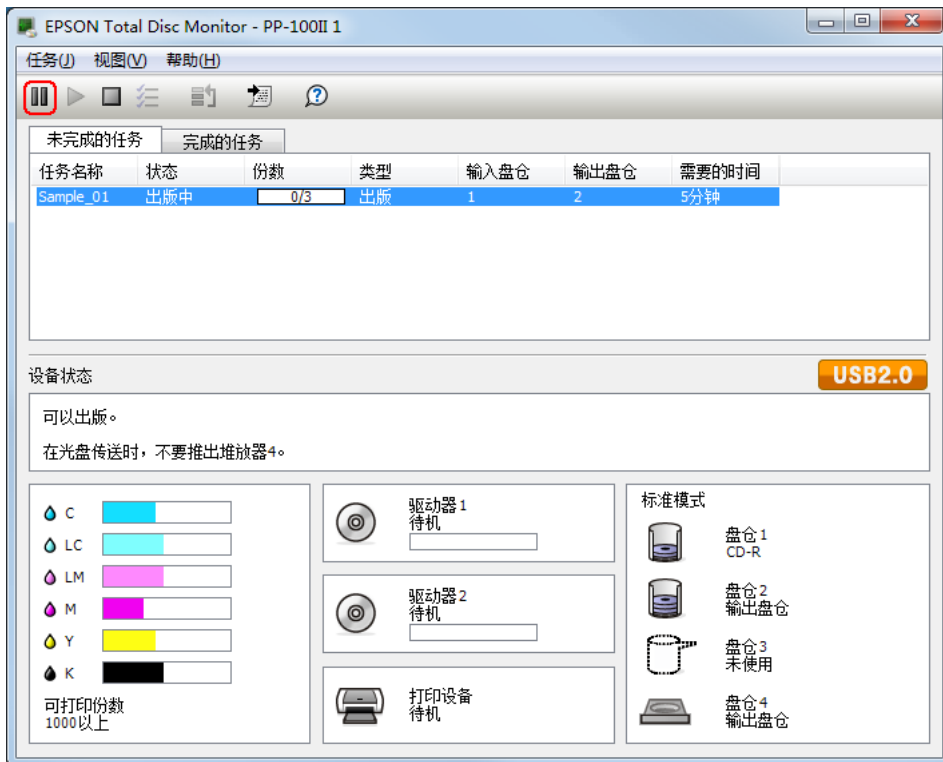 EPSON Total Disc Monitor - PP-100II 1
任务(J) 视图(V) 帮助(H)
未完成的任务 完成的任务
任务名称 状态 份数 类型 输入盘仓 输出盘仓 需要的时间
Sample_01 出版中 0/3 出版 1 2 5分钟
设备状态
USB2.0
可以出版。
在光盘传送时，不要推出堆放器4。
C
LC
LM
M
Y
K
可打印份数
1000以上
驱动器1
待机
驱动器2
待机
打印设备
待机
标准模式
盘仓1
CD-R
盘仓2
输出盘仓
盘仓3
未使用
盘仓4
输出盘仓